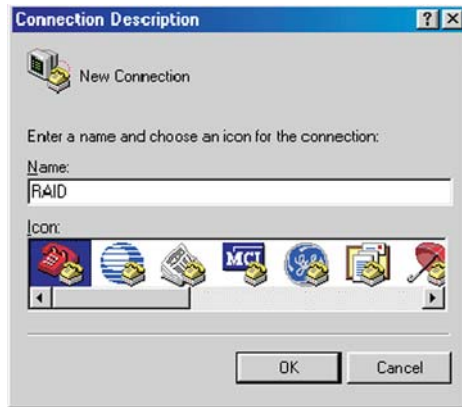 Connection Description
New Connection
Enter a name and choose an icon for the connection:
Name:
RAID
Icon:
MCI
OK
Cancel